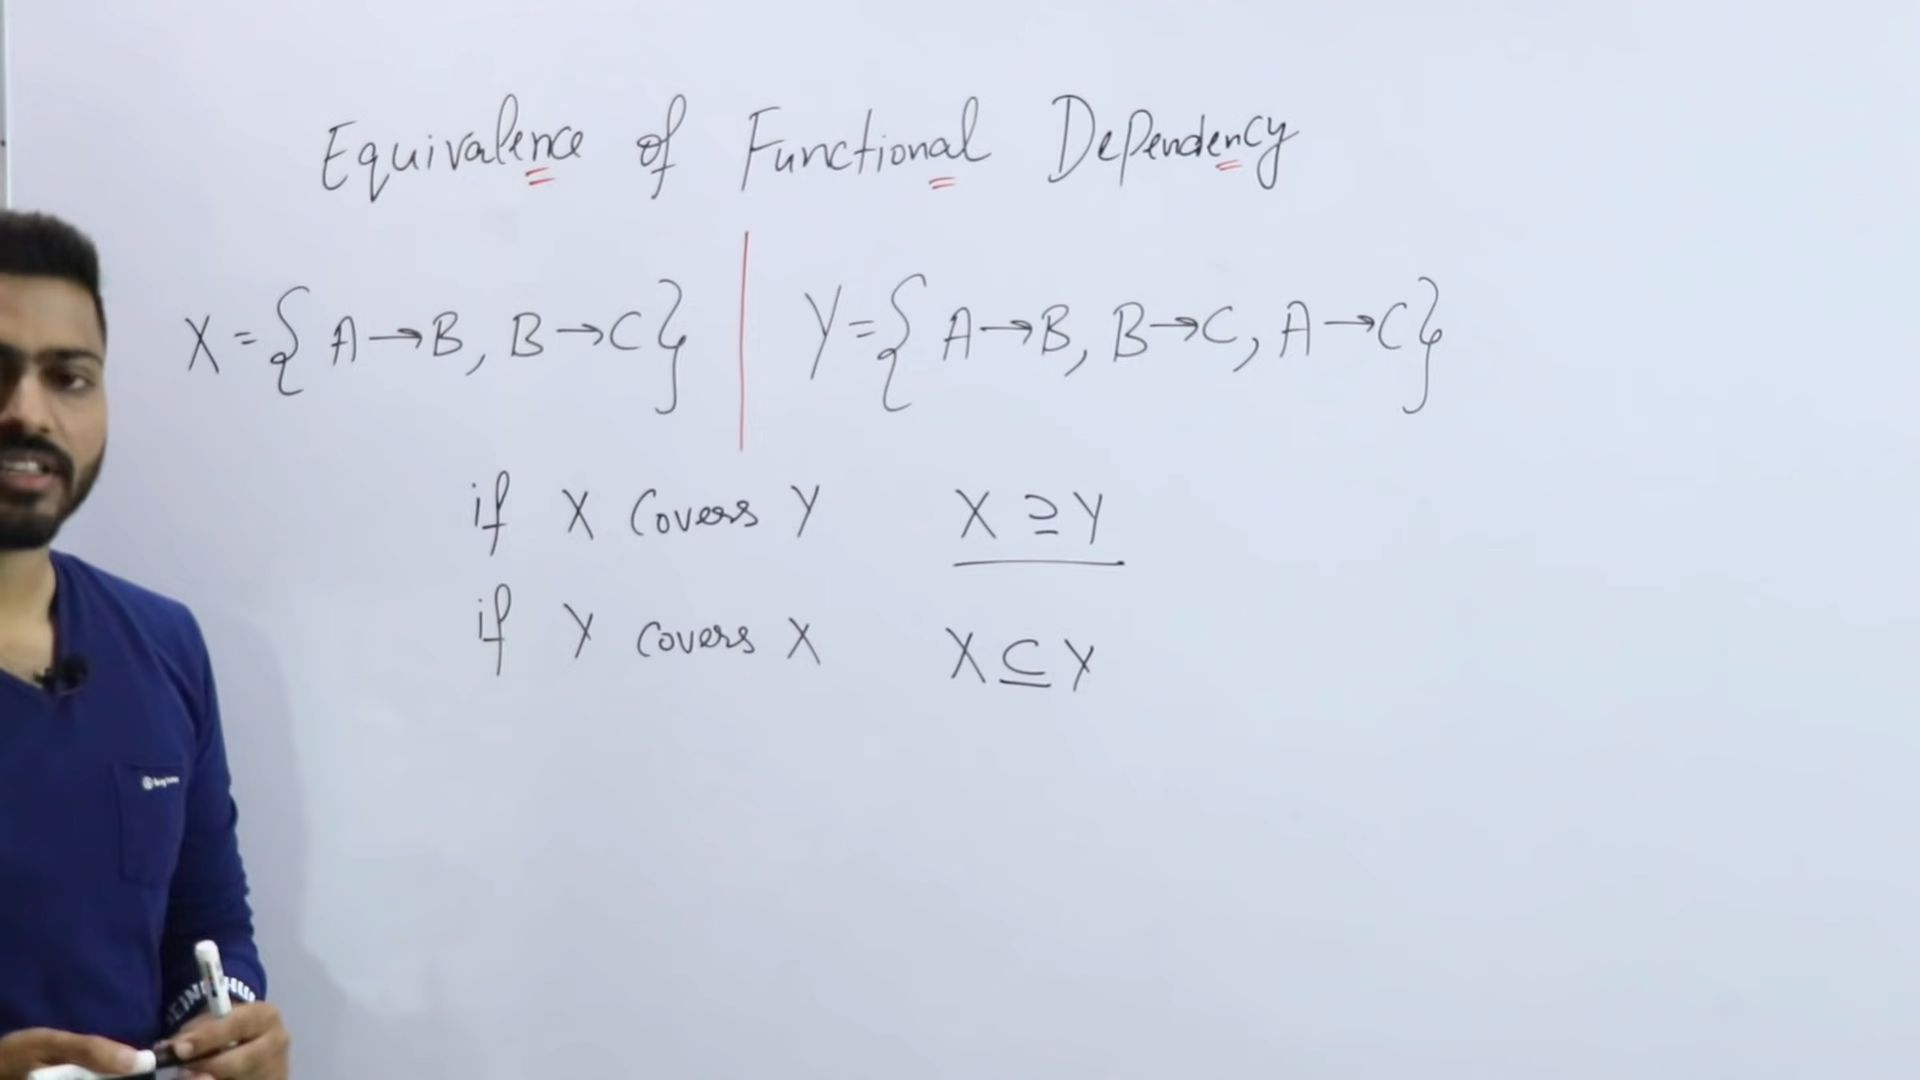 Equivalence of Functional Dependency
X = { A → B, B → C } | Y = { A → B, B → C, A → C }
if X Covers Y X ⊇ Y
if Y Covers X X ⊆ Y